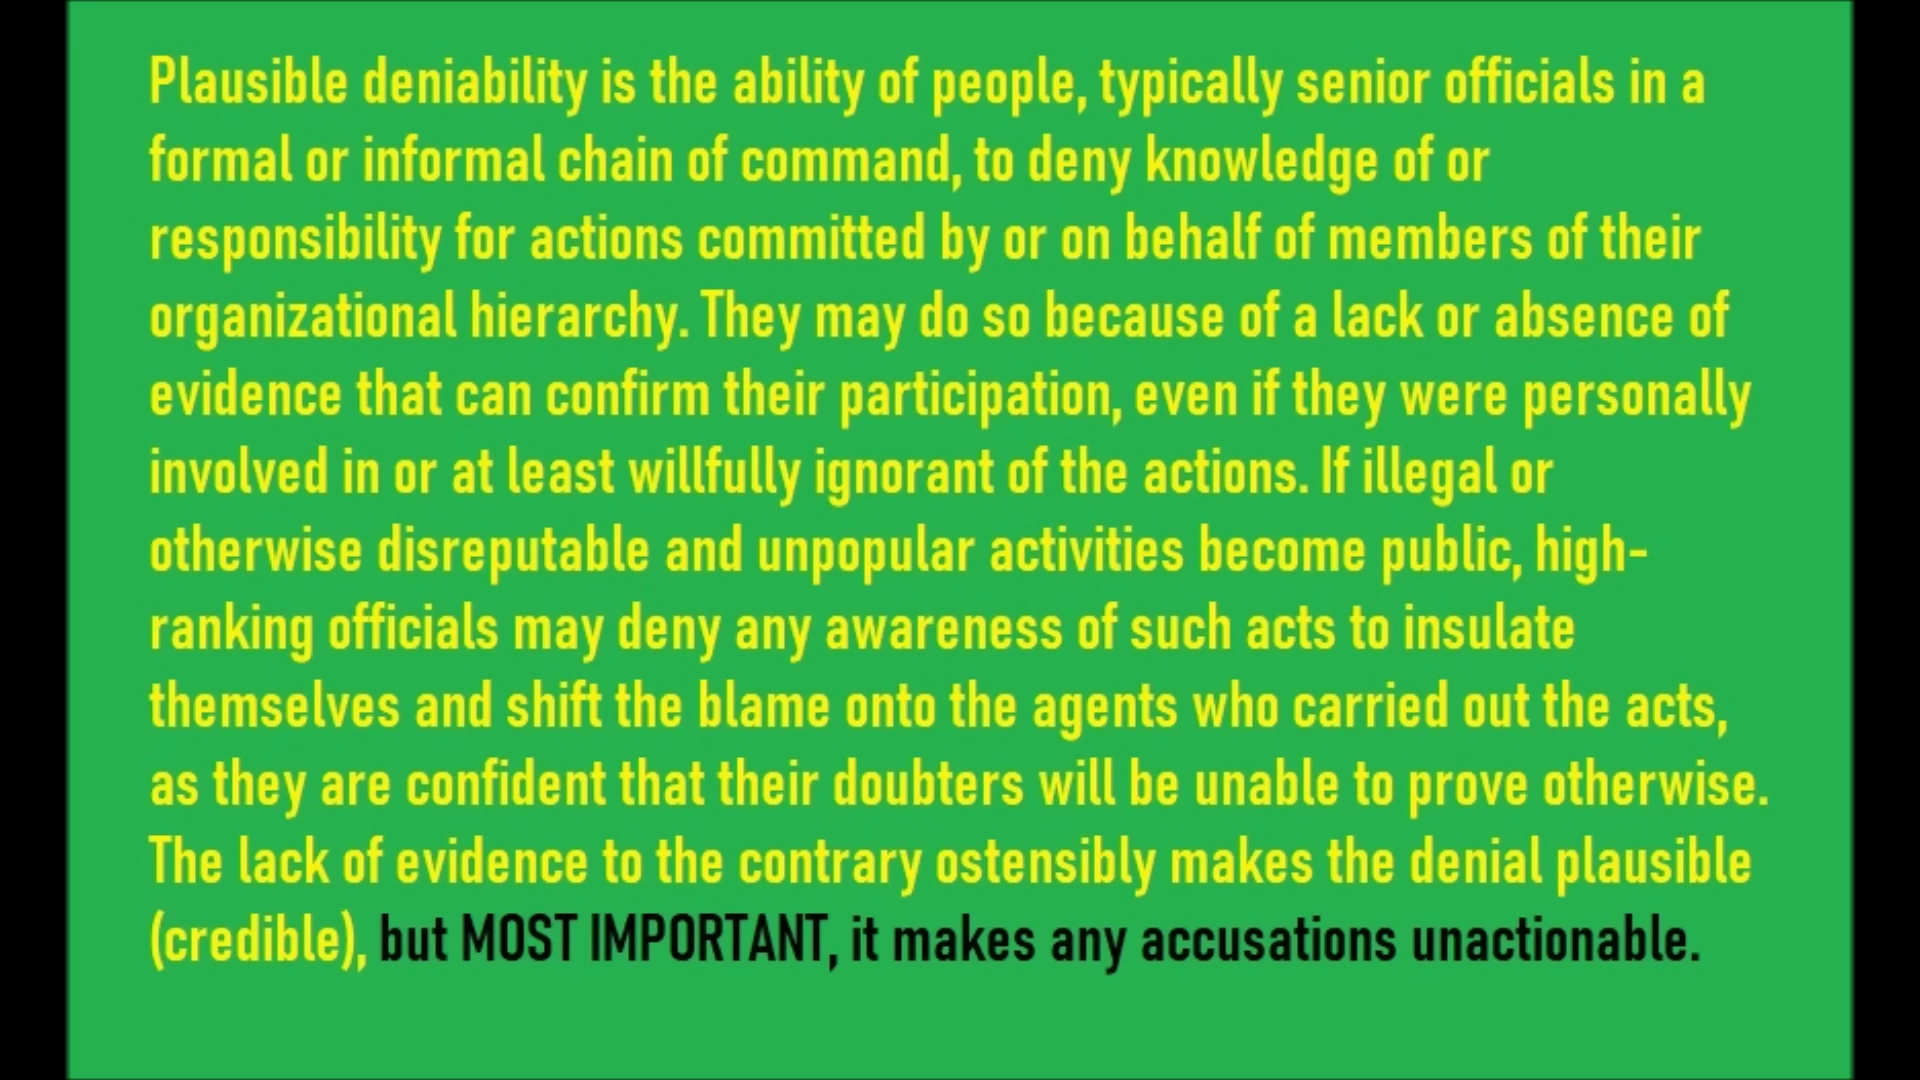 Plausible deniability is the ability of people, typically senior officials in a
formal or informal chain of command, to deny knowledge of or
responsibility for actions committed by or on behalf of members of their
organizational hierarchy. They may do so because of a lack or absence of
evidence that can confirm their participation, even if they were personally
involved in or at least willfully ignorant of the actions. If illegal or
otherwise disreputable and unpopular activities become public, high-
ranking officials may deny any awareness of such acts to insulate
themselves and shift the blame onto the agents who carried out the acts,
as they are confident that their doubters will be unable to prove otherwise.
The lack of evidence to the contrary ostensibly makes the denial plausible
(credible), but MOST IMPORTANT, it makes any accusations unactionable.